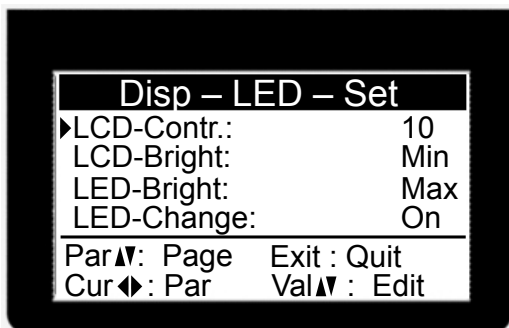 Disp – LED – Set
▶LCD-Contr.: 10
LCD-Bright: Min
LED-Bright: Max
LED-Change: On
Par▲▼: Page Exit : Quit
Cur◀▶: Par Val▲▼ : Edit